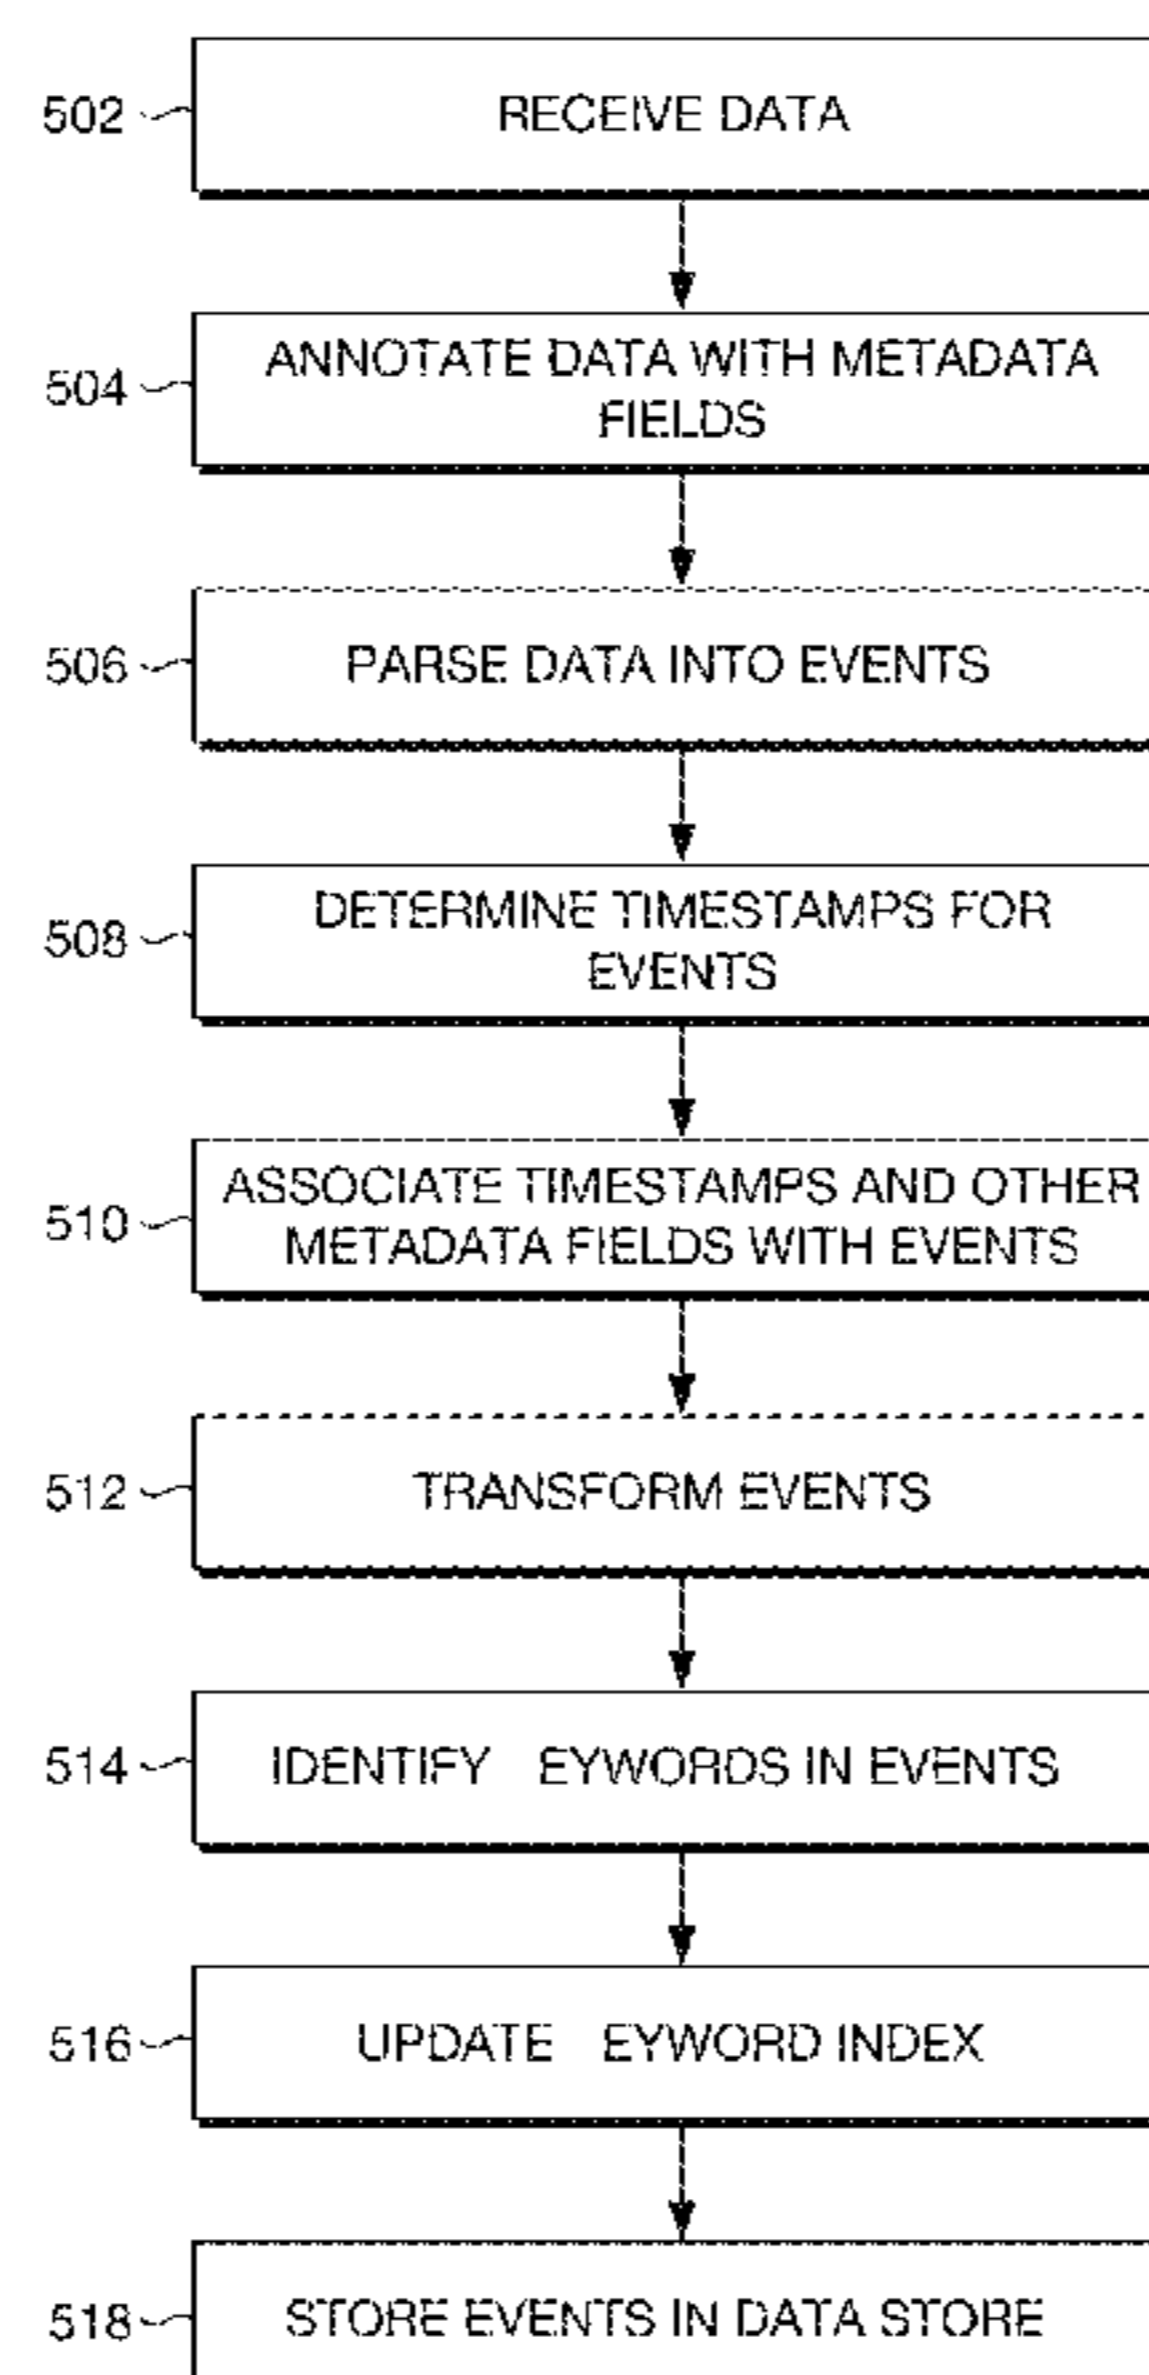 502
RECEIVE DATA
504
ANNOTATE DATA WITH METADATA
FIELDS
506
PARSE DATA INTO EVENTS
508
DETERMINE TIMESTAMPS FOR
EVENTS
510
ASSOCIATE TIMESTAMPS AND OTHER
METADATA FIELDS WITH EVENTS
512
TRANSFORM EVENTS
514
IDENTIFY EYWORDS IN EVENTS
516
UPDATE EYWORD INDEX
518
STORE EVENTS IN DATA STORE